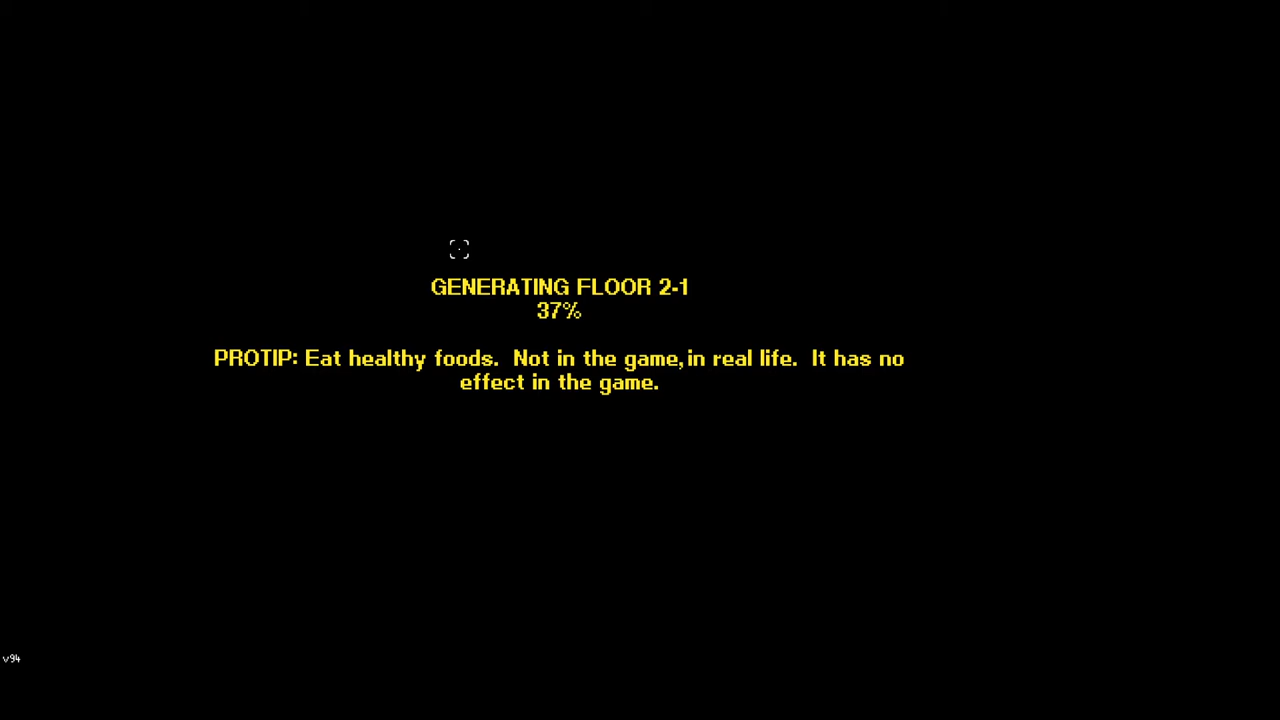 GENERATING FLOOR 2-1
37%
PROTIP: Eat healthy foods.  Not in the game, in real life.  It has no
effect in the game.
v94